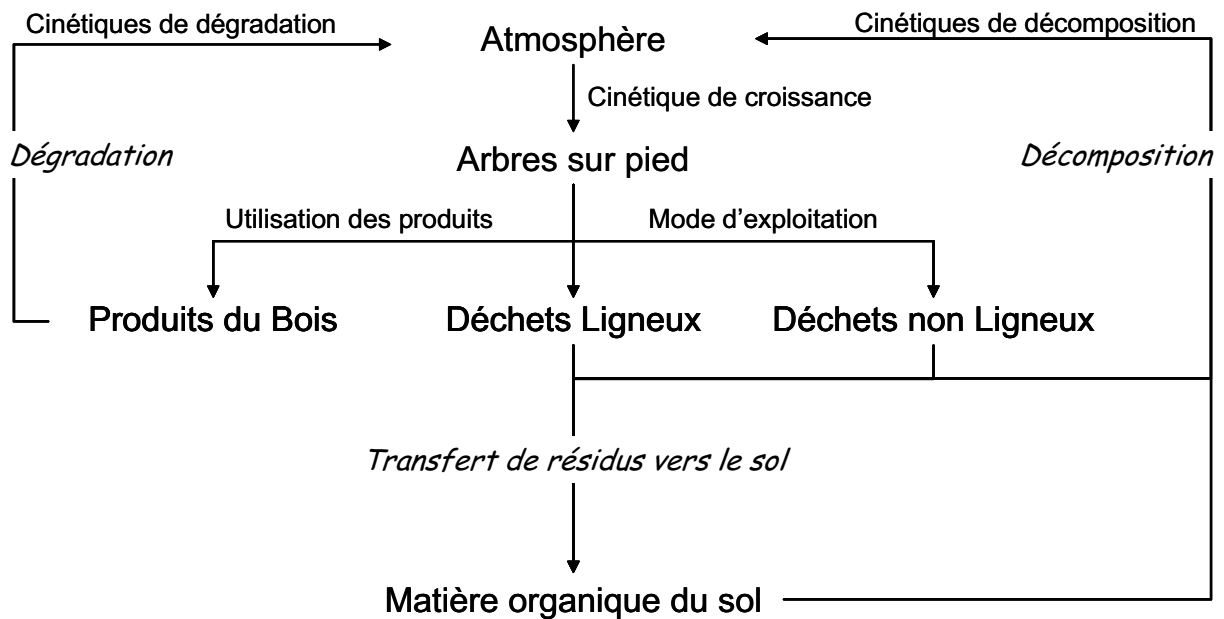 Cinétiques de dégradation
Atmosphère
Cinétiques de décomposition
Cinétique de croissance
Dégradation
Arbres sur pied
Décomposition
Utilisation des produits
Mode d'exploitation
Produits du Bois
Déchets Ligneux
Déchets non Ligneux
Transfert de résidus vers le sol
Matière organique du sol